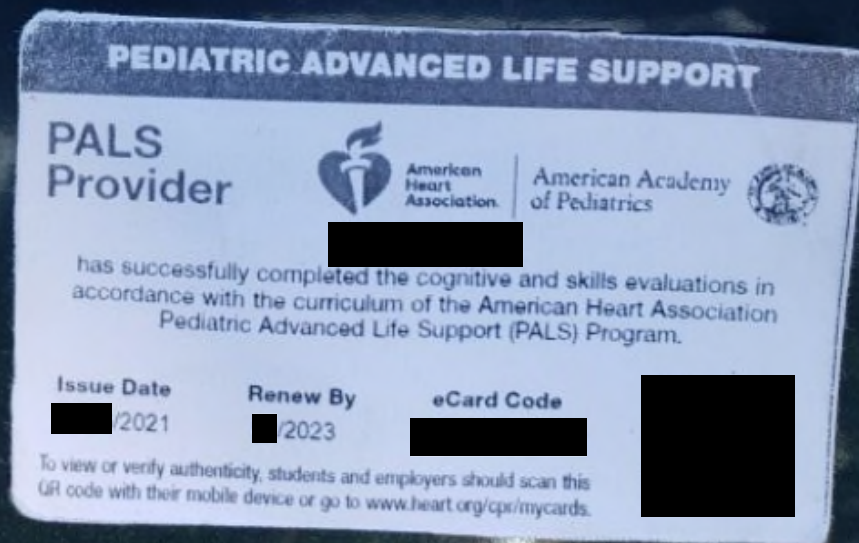 PEDIATRIC ADVANCED LIFE SUPPORT
PALS
Provider
American
Heart
Association.
American Academy
of Pediatrics
has successfully completed the cognitive and skills evaluations in
accordance with the curriculum of the American Heart Association
Pediatric Advanced Life Support (PALS) Program.
Issue Date
Renew By
eCard Code
/2021
/2023
To view or verify authenticity, students and employers should scan this
QR code with their mobile device or go to www.heart.org/cpr/mycards.